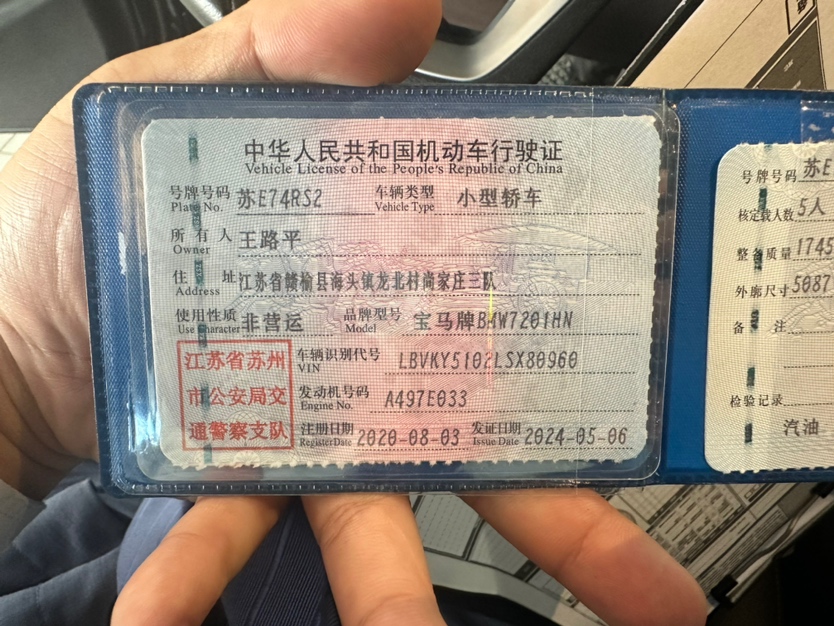 中华人民共和国机动车行驶证
Vehicle License of the People's Republic of China
号牌号码 苏E74RS2 车辆类型 小型轿车
Plate No. Vehicle Type
所有人 王路平
Owner
住址 江苏省赣榆县海头镇龙北村尚家庄三队
Address
使用性质 非营运 品牌型号 宝马牌BMW7201HN
Use Character Model
江苏省苏州
市公安局交
通警察支队
车辆识别代号 LBVKY5102LSX80960
VIN
发动机号码 A497E033
Engine No.
注册日期 2020-08-03 发证日期 2024-05-06
Register Date Issue Date
号牌号码 苏E
核定载人数 5人
整备质量 1745
外廓尺寸 5087
备注
检验记录
汽油